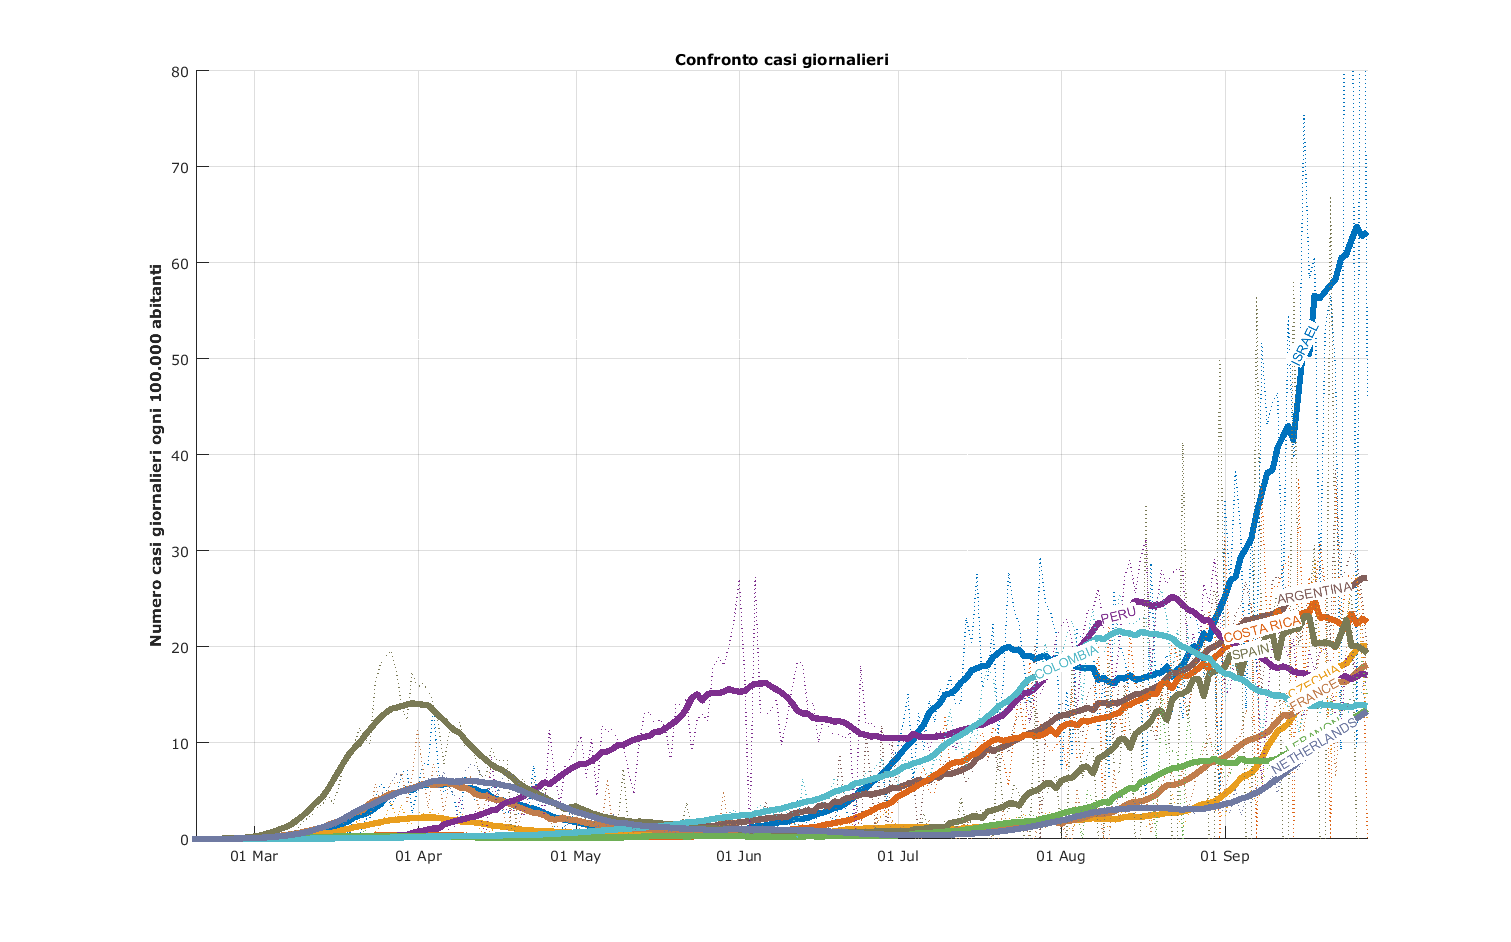 Confronto casi giornalieri
Numero casi giornalieri ogni 100.000 abitanti
80
70
60
50
40
30
20
10
0
01 Mar
01 Apr
01 May
01 Jun
01 Jul
01 Aug
01 Sep
ISRAEL
ARGENTINA
PERU
COSTA RICA
SPAIN
COLOMBIA
CZECHIA
FRANCE
NETHERLANDS